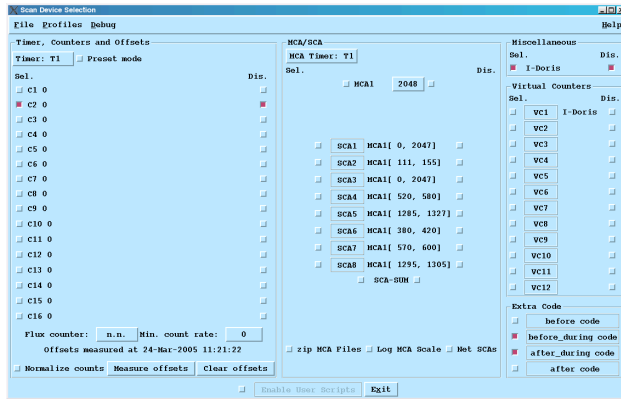 Scan Device Selection
File Profiles Debug Help
Timer, Counters and Offsets
Timer: T1 Preset mode
Sel. Dis.
C1 0
C2 0
C3 0
C4 0
C5 0
C6 0
C7 0
C8 0
C9 0
C10 0
C11 0
C12 0
C13 0
C14 0
C15 0
C16 0
Flux counter: n.n. Min. count rate: 0
Offsets measured at 24-Mar-2005 11:21:22
Normalize counts Measure offsets Clear offsets
MCA/SCA
MCA Timer: T1
Sel. Dis.
MCA1 2048
SCA1 MCA1[ 0, 2047]
SCA2 MCA1[ 111, 155]
SCA3 MCA1[ 0, 2047]
SCA4 MCA1[ 520, 580]
SCA5 MCA1[ 1285, 1327]
SCA6 MCA1[ 380, 420]
SCA7 MCA1[ 570, 600]
SCA8 MCA1[ 1295, 1305]
SCA-SUM
zip MCA Files Log MCA Scale Net SCAs
Miscellaneous
Sel. Dis.
I-Doris
Virtual Counters
Sel. Dis.
VC1 I-Doris
VC2
VC3
VC4
VC5
VC6
VC7
VC8
VC9
VC10
VC11
VC12
Extra Code
before code
before_during code
after_during code
after code
Enable User Scripts Exit